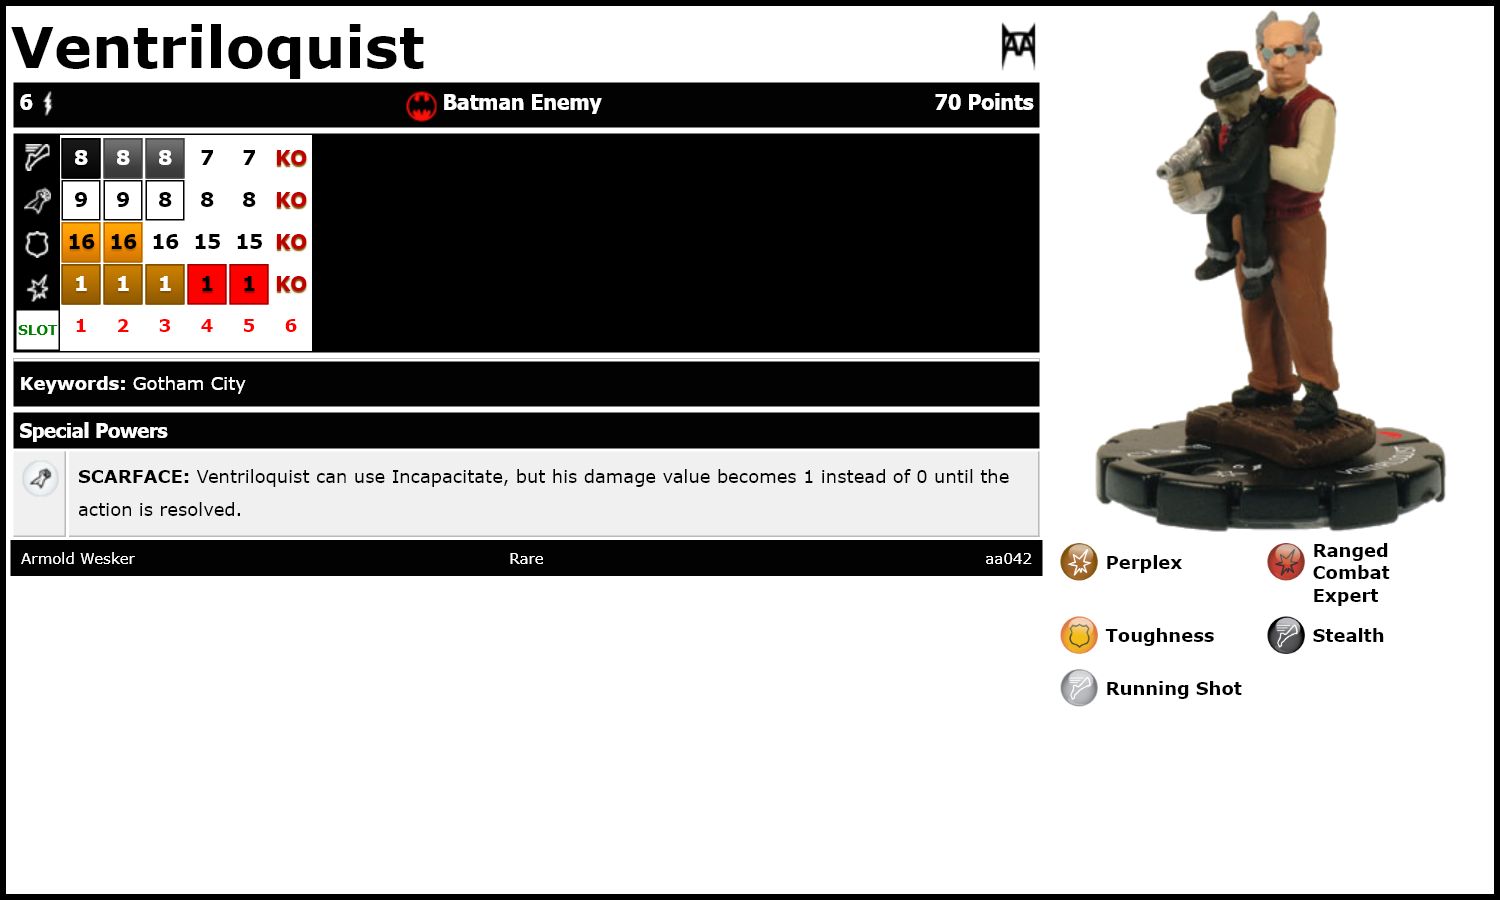 Ventriloquist
AA
6 Batman Enemy 70 Points
8 8 8 7 7 KO
9 9 8 8 8 KO
16 16 16 15 15 KO
1 1 1 1 1 KO
SLOT 1 2 3 4 5 6
Keywords: Gotham City
Special Powers
SCARFACE: Ventriloquist can use Incapacitate, but his damage value becomes 1 instead of 0 until the
action is resolved.
Armold Wesker Rare aa042
VENTRILOQUIST
Perplex
Ranged
Combat
Expert
Toughness
Stealth
Running Shot